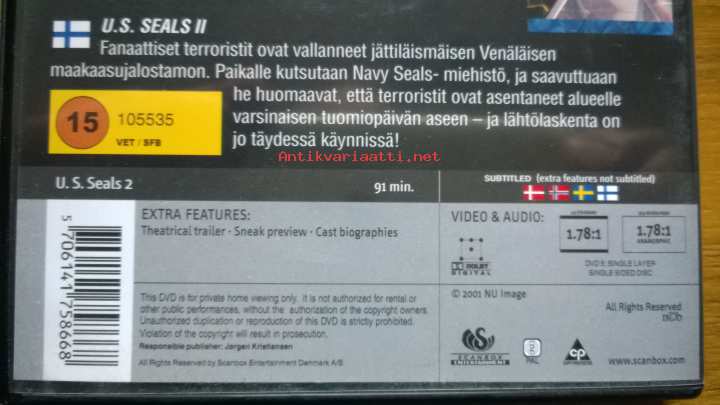 U.S. SEALS II
Fanaattiset terroristit ovat vallanneet jättiläismäisen Venäläisen
maakaasujalostamon. Paikalle kutsutaan Navy Seals- miehistö, ja saavuttuaan
he huomaavat, että terroristit ovat asentaneet alueelle
varsinaisen tuomiopäivän aseen – ja lähtölaskenta on
jo täydessä käynnissä!
15
105535
VET / SFB
Antikvariaatti.net
U. S. Seals 2
91 min.
SUBTITLED (extra features not subtitled)
EXTRA FEATURES:
Theatrical trailer · Sneak preview · Cast biographies
VIDEO & AUDIO:
1.78:1
1.78:1
ANAMORPHIC
DOLBY
DIGITAL
DVD 5: SINGLE LAYER
SINGLE SIDED DISC
This DVD is for private home viewing only. It is not authorized for rental or
other public performances, without the authorization of the copyright owners.
Unauthorized duplication or reproduction of this DVD is strictly prohibited.
Violation of the copyright will result in prosecution.
Responsible publisher: Jørgen Kristiansen
All Rights Reserved by Scanbox Entertainment Denmark A/S
© 2001 NU Image
All Rights Reserved
SCANBOX
ENTERTAINMENT
PAL
www.scanbox.com
5 706141 758668